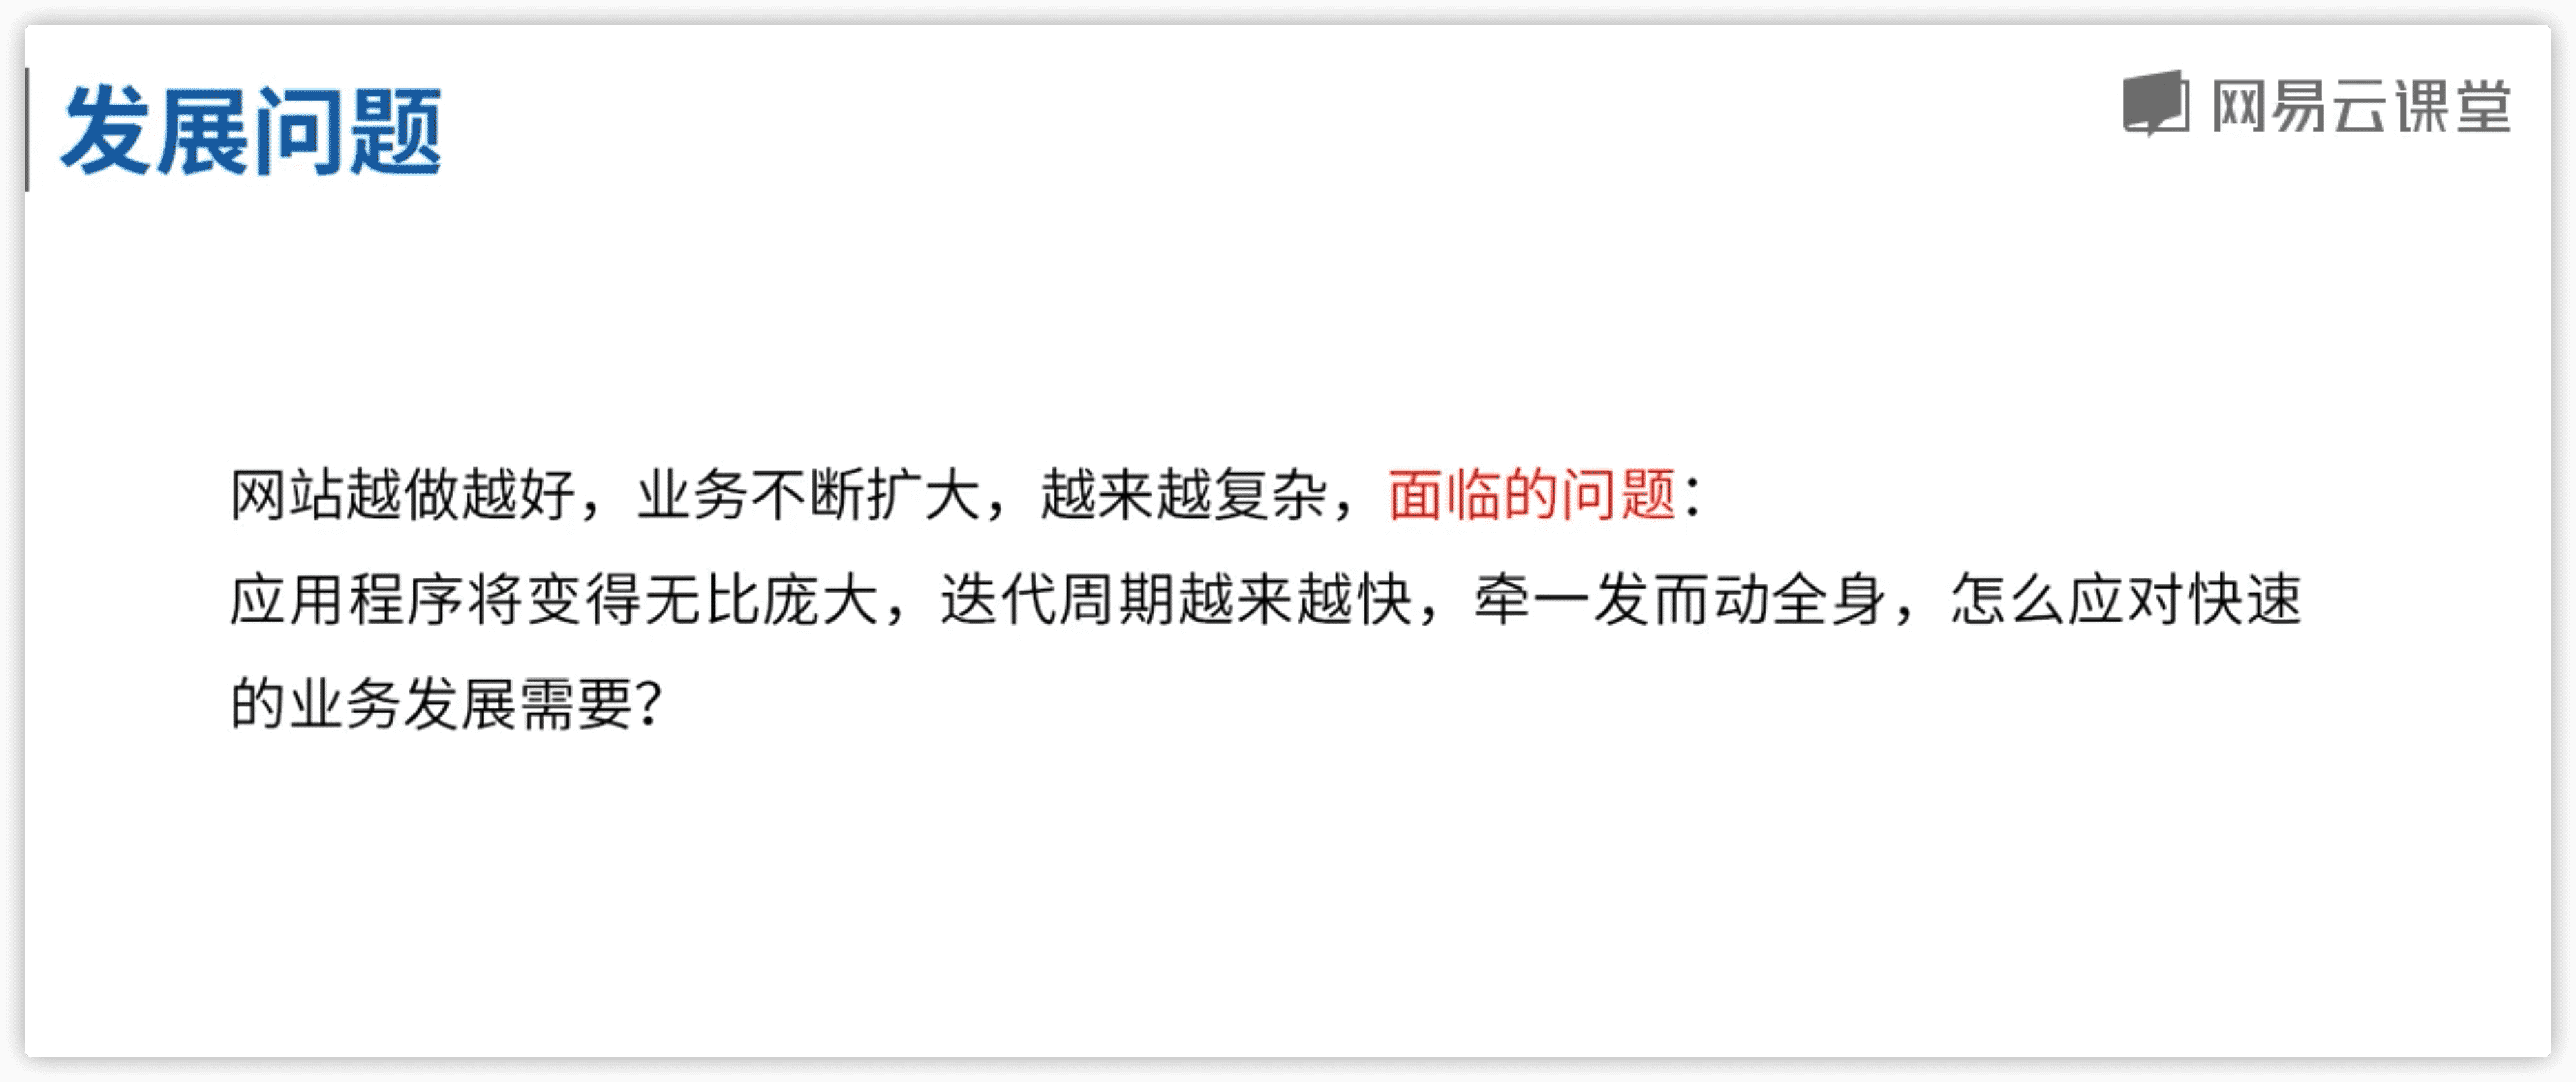 发展问题
网易云课堂
网站越做越好，业务不断扩大，越来越复杂，面临的问题：
应用程序将变得无比庞大，迭代周期越来越快，牵一发而动全身，怎么应对快速
的业务发展需要？